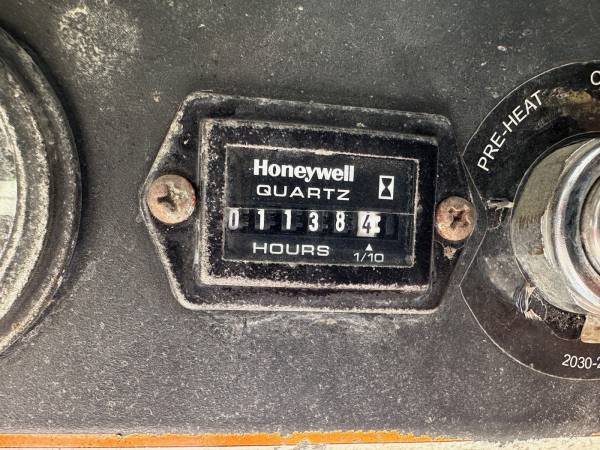 Honeywell
QUARTZ
011384
HOURS 1/10
PRE-HEAT